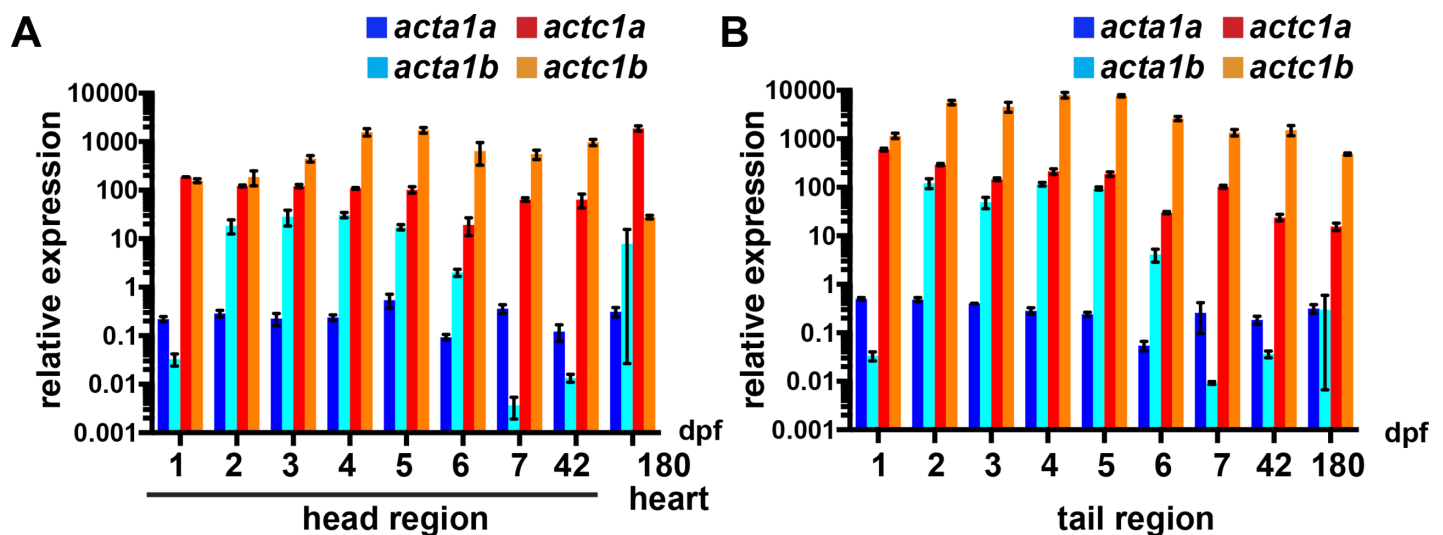 A
acta1a actc1a
acta1b actc1b
relative expression
10000
1000
100
10
1
0.1
0.01
0.001
1 2 3 4 5 6 7 42 180 dpf
head region
heart
B
acta1a actc1a
acta1b actc1b
relative expression
10000
1000
100
10
1
0.1
0.01
0.001
1 2 3 4 5 6 7 42 180 dpf
tail region